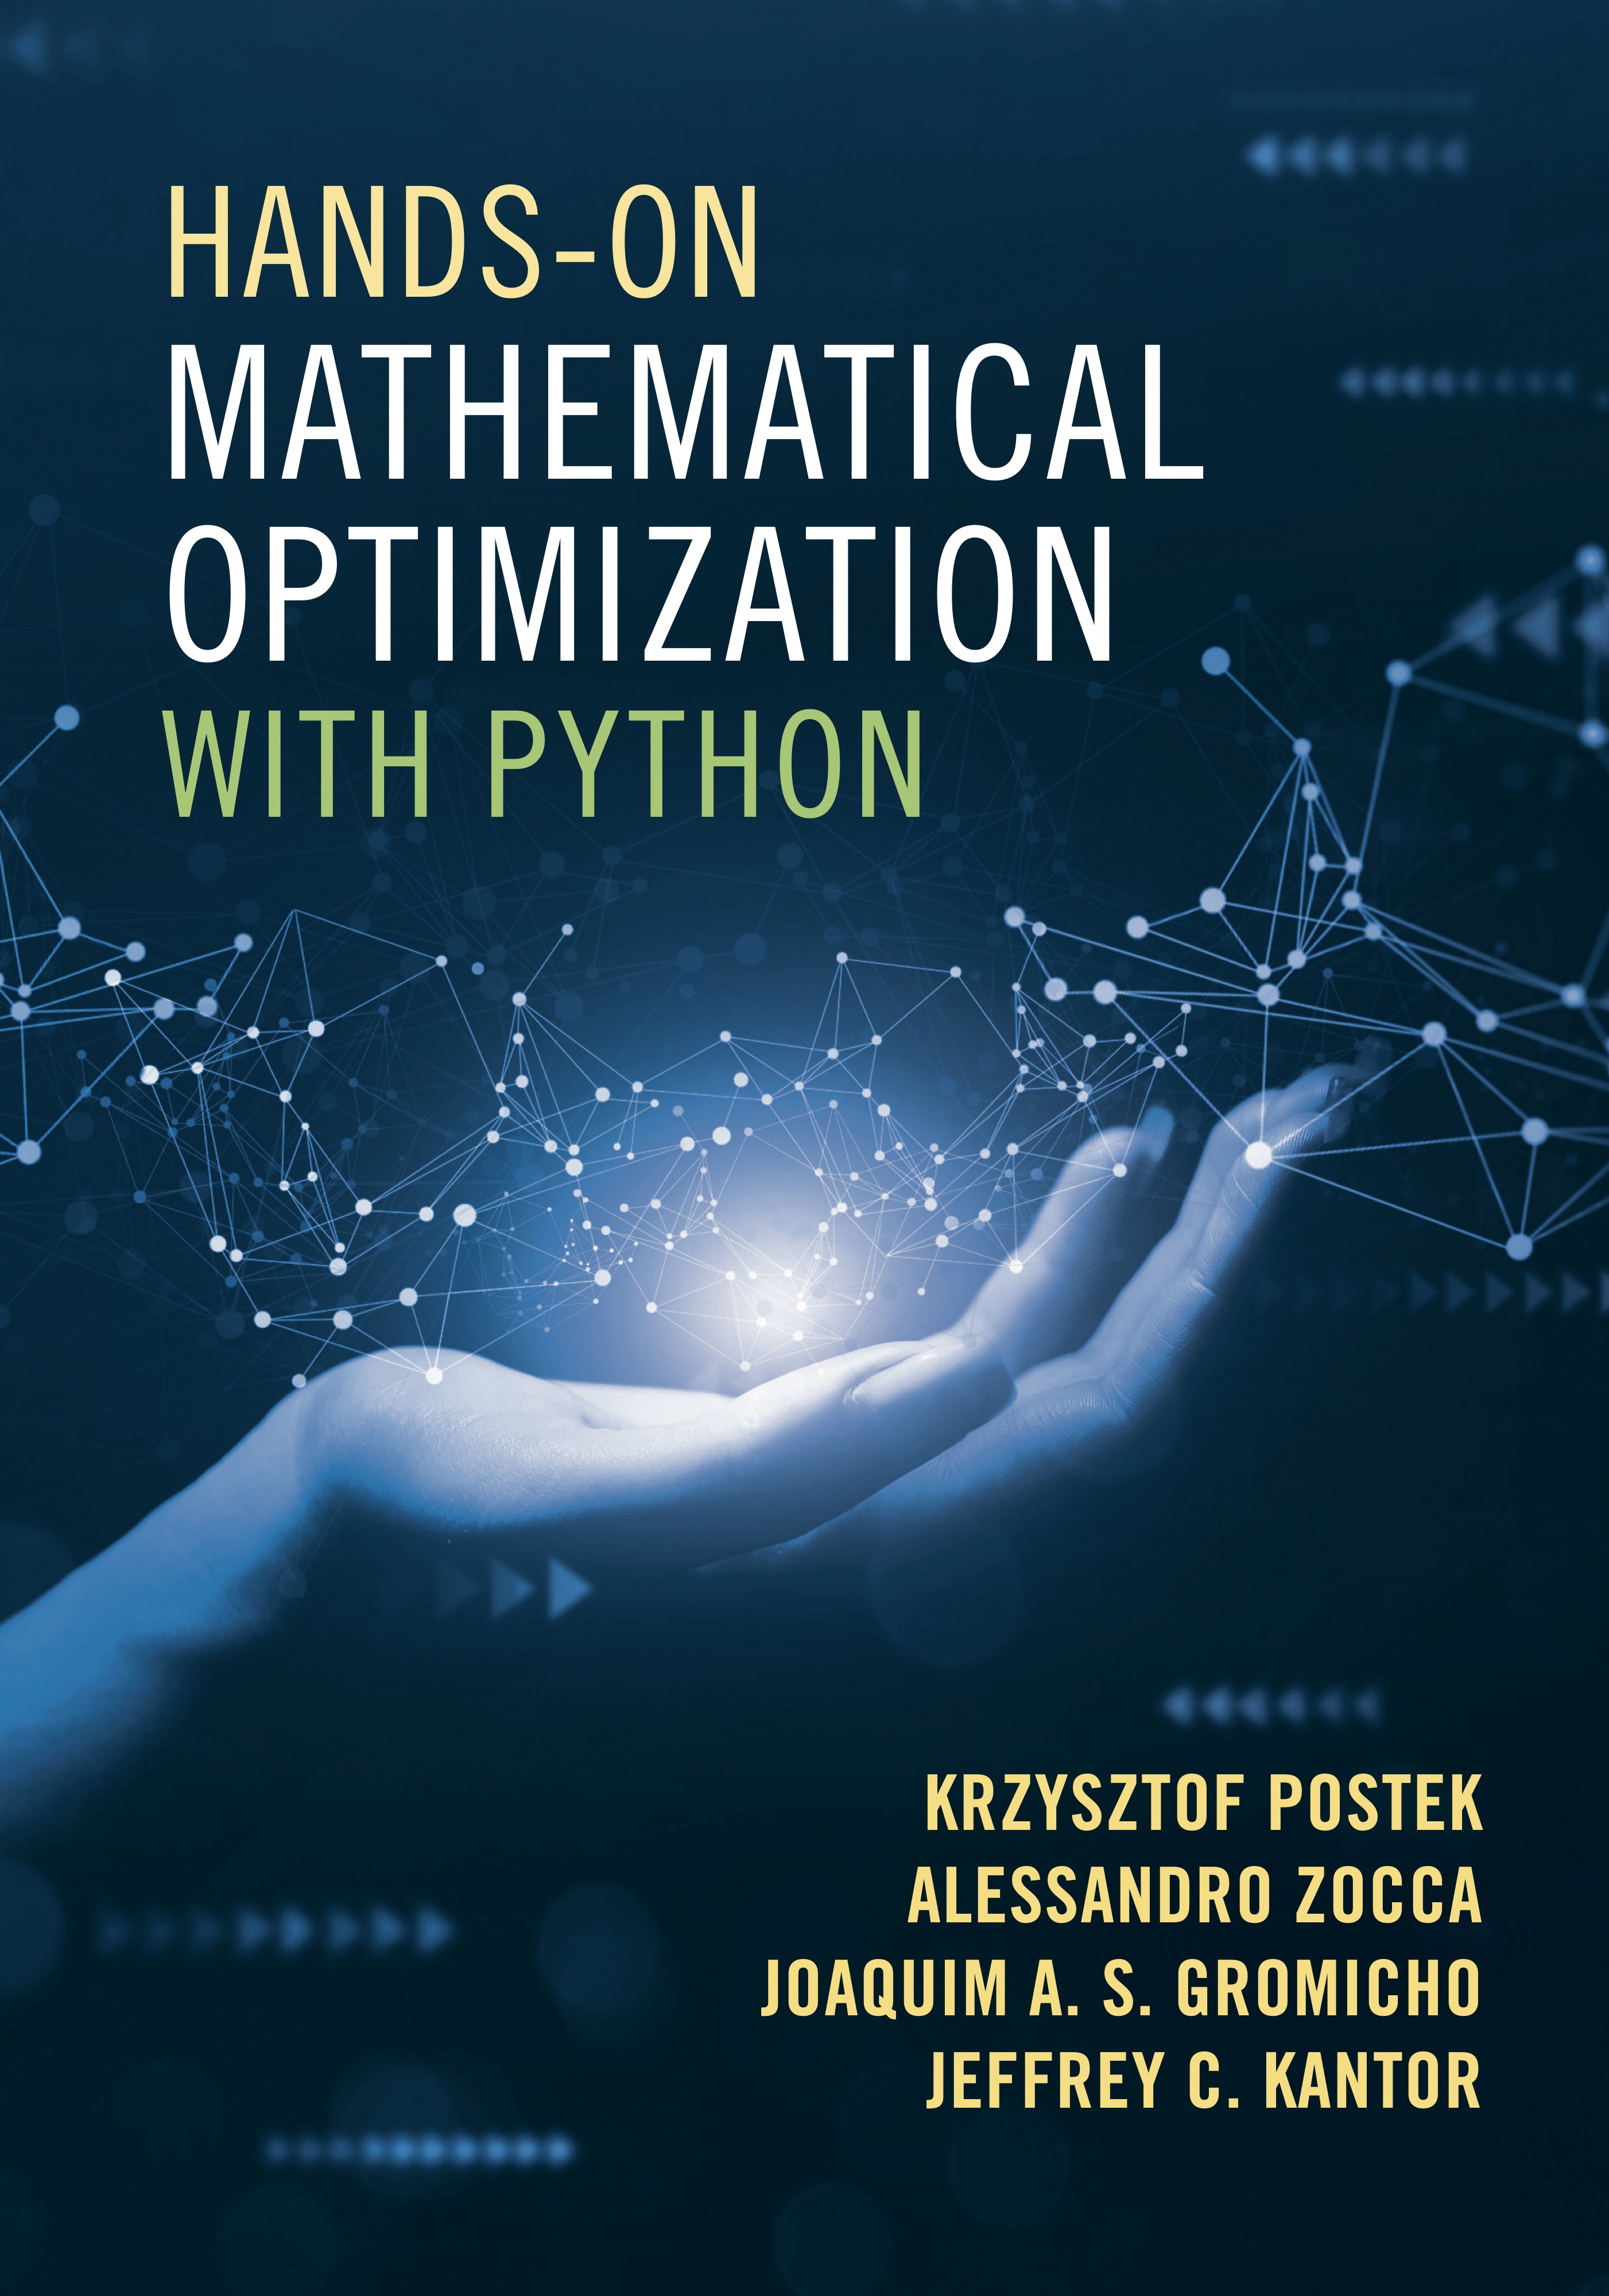 HANDS-ON
MATHEMATICAL
OPTIMIZATION
WITH PYTHON
KRZYSZTOF POSTEK
ALESSANDRO ZOCCA
JOAQUIM A. S. GROMICHO
JEFFREY C. KANTOR